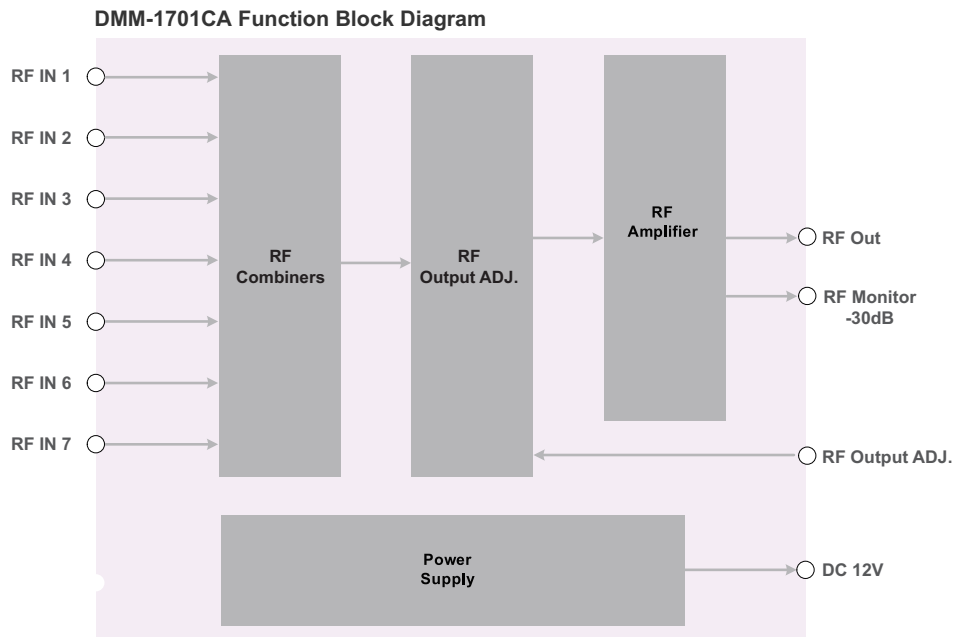 DMM-1701CA Function Block Diagram
RF IN 1
RF IN 2
RF IN 3
RF IN 4
RF IN 5
RF IN 6
RF IN 7
RF
Combiners
RF
Output ADJ.
RF
Amplifier
RF Out
RF Monitor
-30dB
RF Output ADJ.
Power
Supply
DC 12V